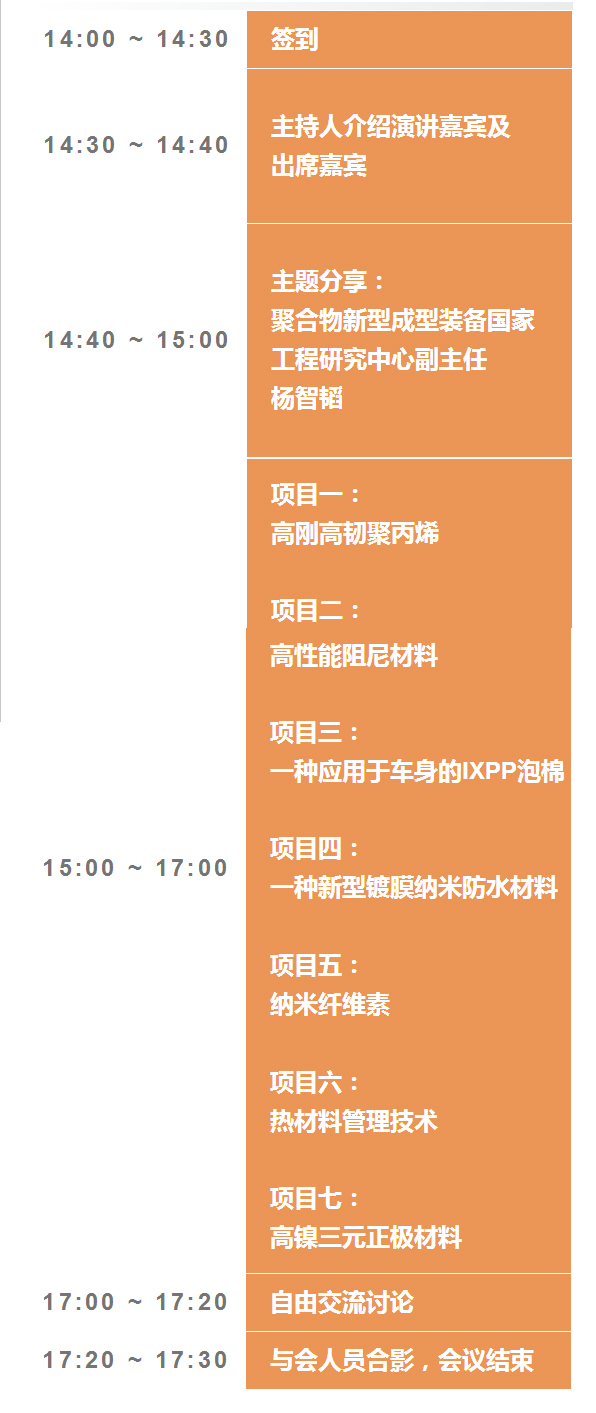 14:00 ~ 14:30 签到
14:30 ~ 14:40 主持人介绍演讲嘉宾及
出席嘉宾
14:40 ~ 15:00 主题分享：
聚合物新型成型装备国家
工程研究中心副主任
杨智韬
15:00 ~ 17:00 项目一：
高刚高韧聚丙烯
项目二：
高性能阻尼材料
项目三：
一种应用于车身的IXPP泡棉
项目四：
一种新型镀膜纳米防水材料
项目五：
纳米纤维素
项目六：
热材料管理技术
项目七：
高镍三元正极材料
17:00 ~ 17:20 自由交流讨论
17:20 ~ 17:30 与会人员合影，会议结束